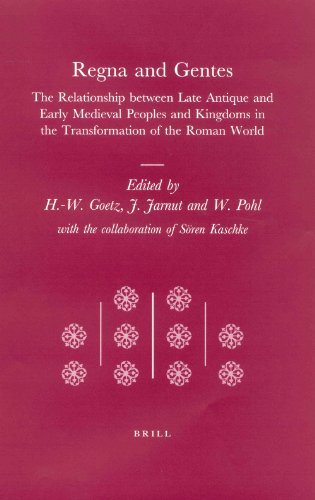 Regna and Gentes
The Relationship between Late Antique and
Early Medieval Peoples and Kingdoms in
the Transformation of the Roman World
Edited by
H.-W. Goetz, J. Jarnut and W. Pohl
with the collaboration of Sören Kaschke
BRILL